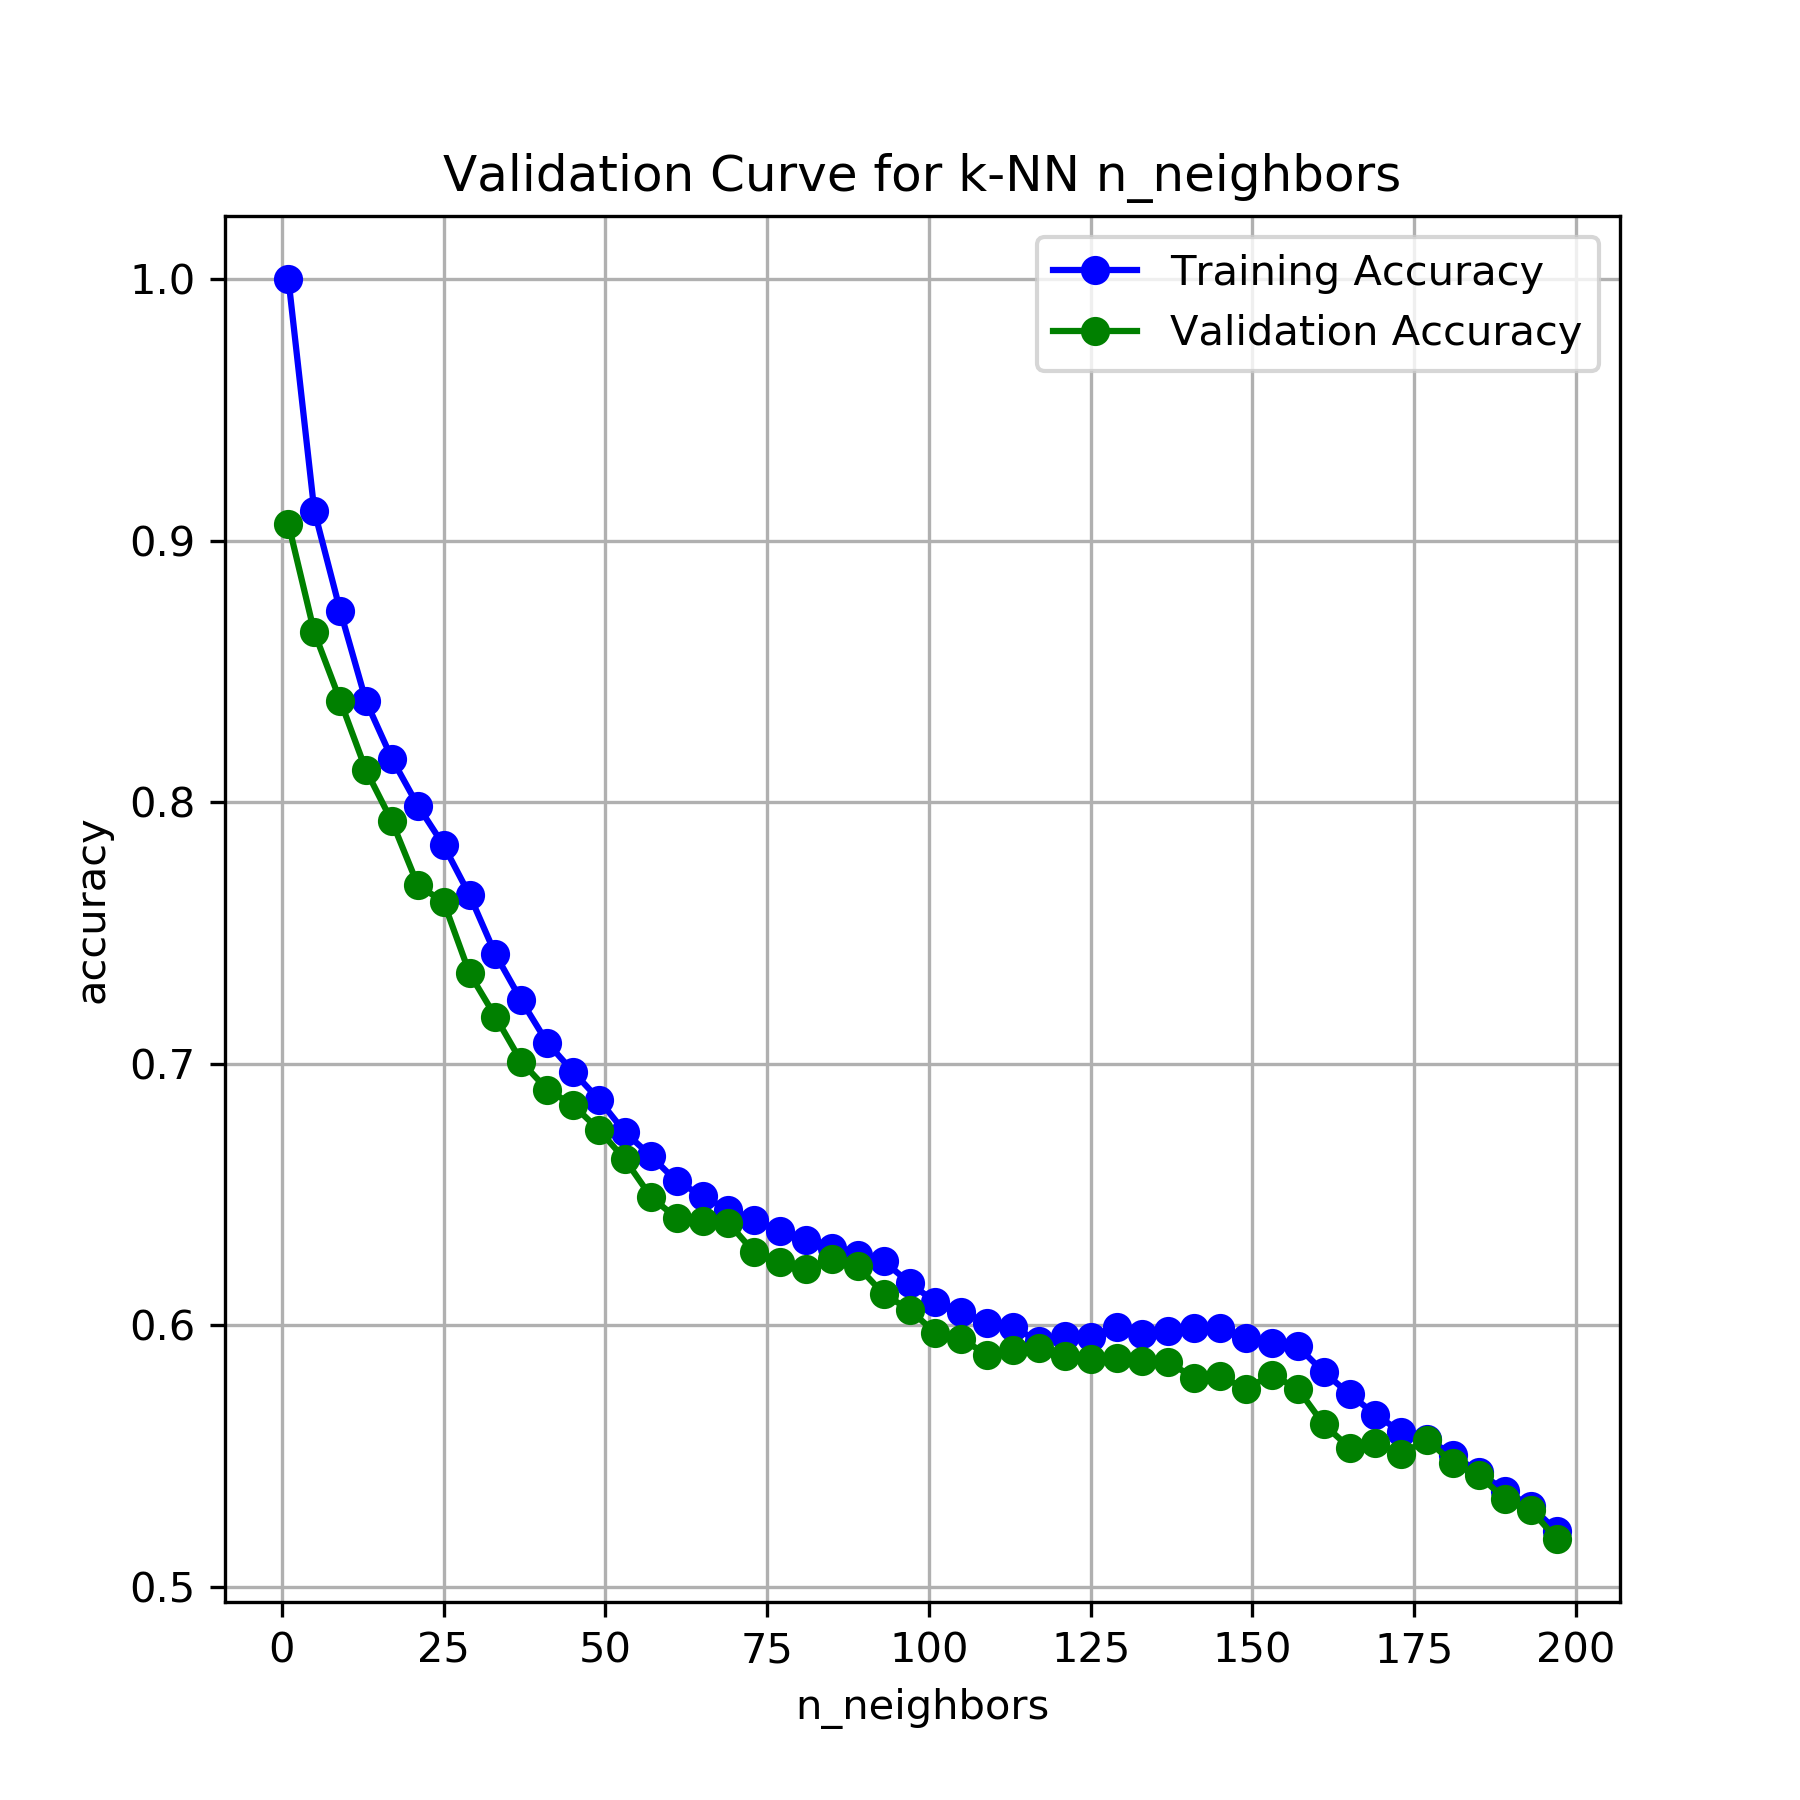 Validation Curve for k-NN n_neighbors
Training Accuracy
Validation Accuracy
1.0
0.9
0.8
0.7
0.6
0.5
accuracy
0 25 50 75 100 125 150 175 200
n_neighbors